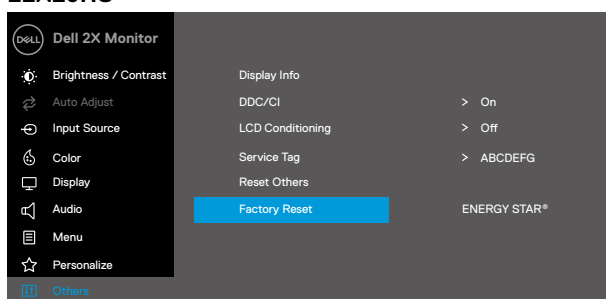 DELL Dell 2X Monitor
Brightness / Contrast
Display Info
Auto Adjust
DDC/CI > On
Input Source
LCD Conditioning > Off
Color
Service Tag > ABCDEFG
Display
Reset Others
Audio
Factory Reset ENERGY STAR®
Menu
Personalize
Others